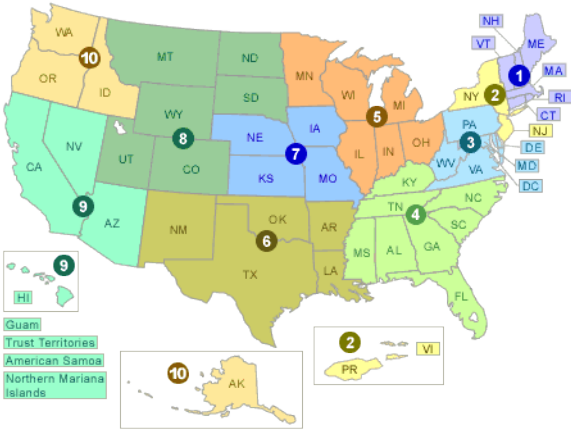 NH
ME
VT
WA
MT
ND
10
MN
1
MA
OR
ID
WI
MI
NY
2
RI
SD
CT
WY
5
PA
NJ
IA
NE
8
3
DE
NV
OH
IL
IN
7
UT
WV
MD
CA
CO
VA
KS
MO
KY
DC
9
NC
TN
4
AZ
OK
AR
SC
NM
6
MS
AL
GA
TX
LA
9
HI
FL
Guam
Trust Territories
American Samoa
Northern Mariana
Islands
2
VI
PR
10
AK